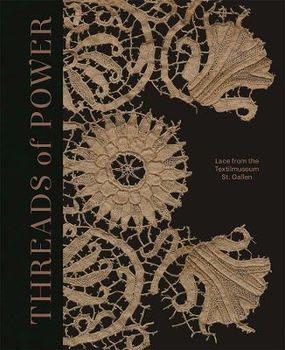 THREADS of POWER
Lace from the
Textilmuseum
St. Gallen